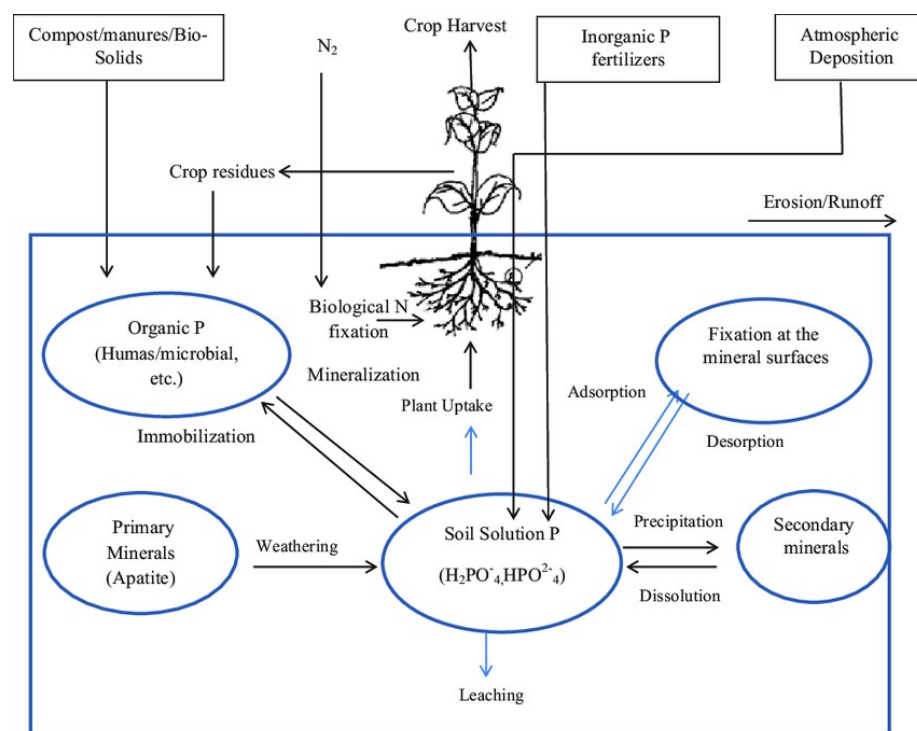 Compost/manures/Bio-
Solids
N₂
Crop Harvest
Inorganic P
fertilizers
Atmospheric
Deposition
Crop residues
Erosion/Runoff
Biological N
fixation
Organic P
(Humas/microbial,
etc.)
Mineralization
Immobilization
Plant Uptake
Fixation at the
mineral surfaces
Adsorption
Desorption
Primary
Minerals
(Apatite)
Weathering
Soil Solution P
(H₂PO⁻₄,HPO²⁻₄)
Precipitation
Dissolution
Secondary
minerals
Leaching